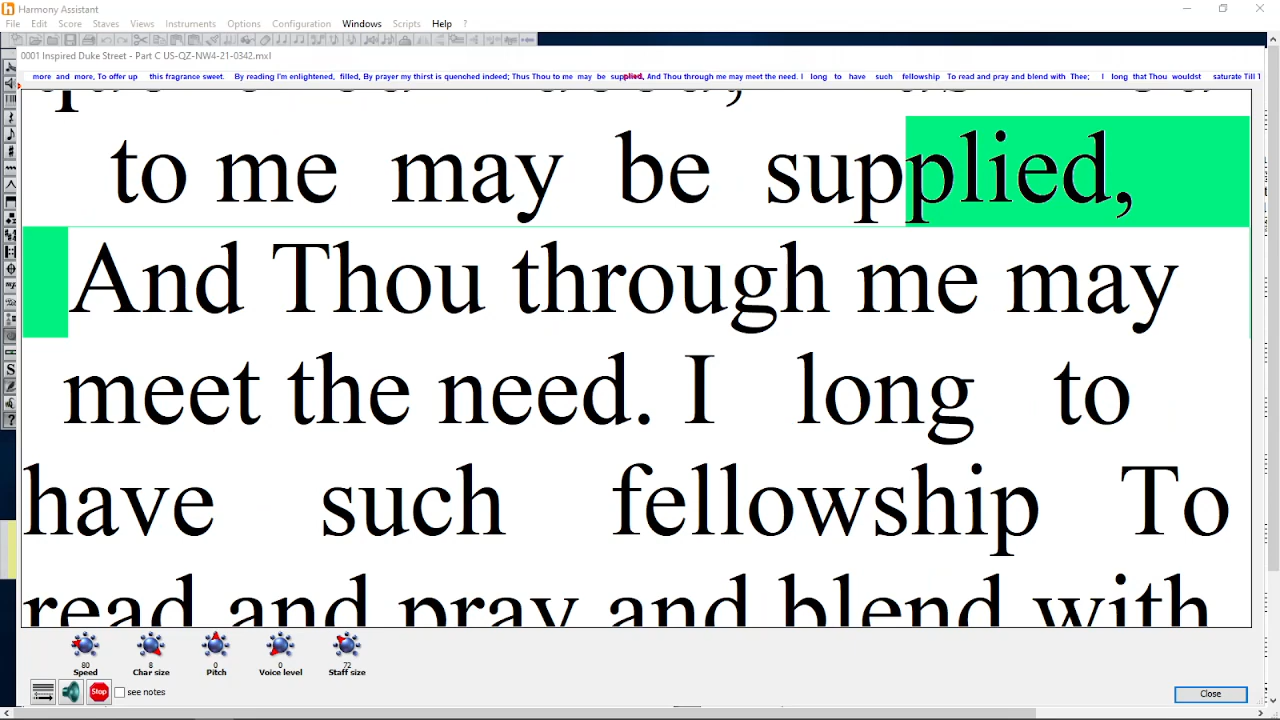 Harmony Assistant
File Edit Score Staves Views Instruments Options Configuration Windows Scripts Help ?
0001 Inspired Duke Street - Part C US-QZ-NW4-21-0342.mxl
more and more, To offer up this fragrance sweet. By reading I'm enlightened, filled, By prayer my thirst is quenched indeed; Thus Thou to me may be supplied, And Thou through me may meet the need. I long to have such fellowship To read and pray and blend with Thee; I long that Thou wouldst saturate Till
to me may be supplied,
And Thou through me may
meet the need. I long to
have such fellowship To
read and pray and blend with
80 8 0 0 72
Speed Char size Pitch Voice level Staff size
Stop see notes
Close